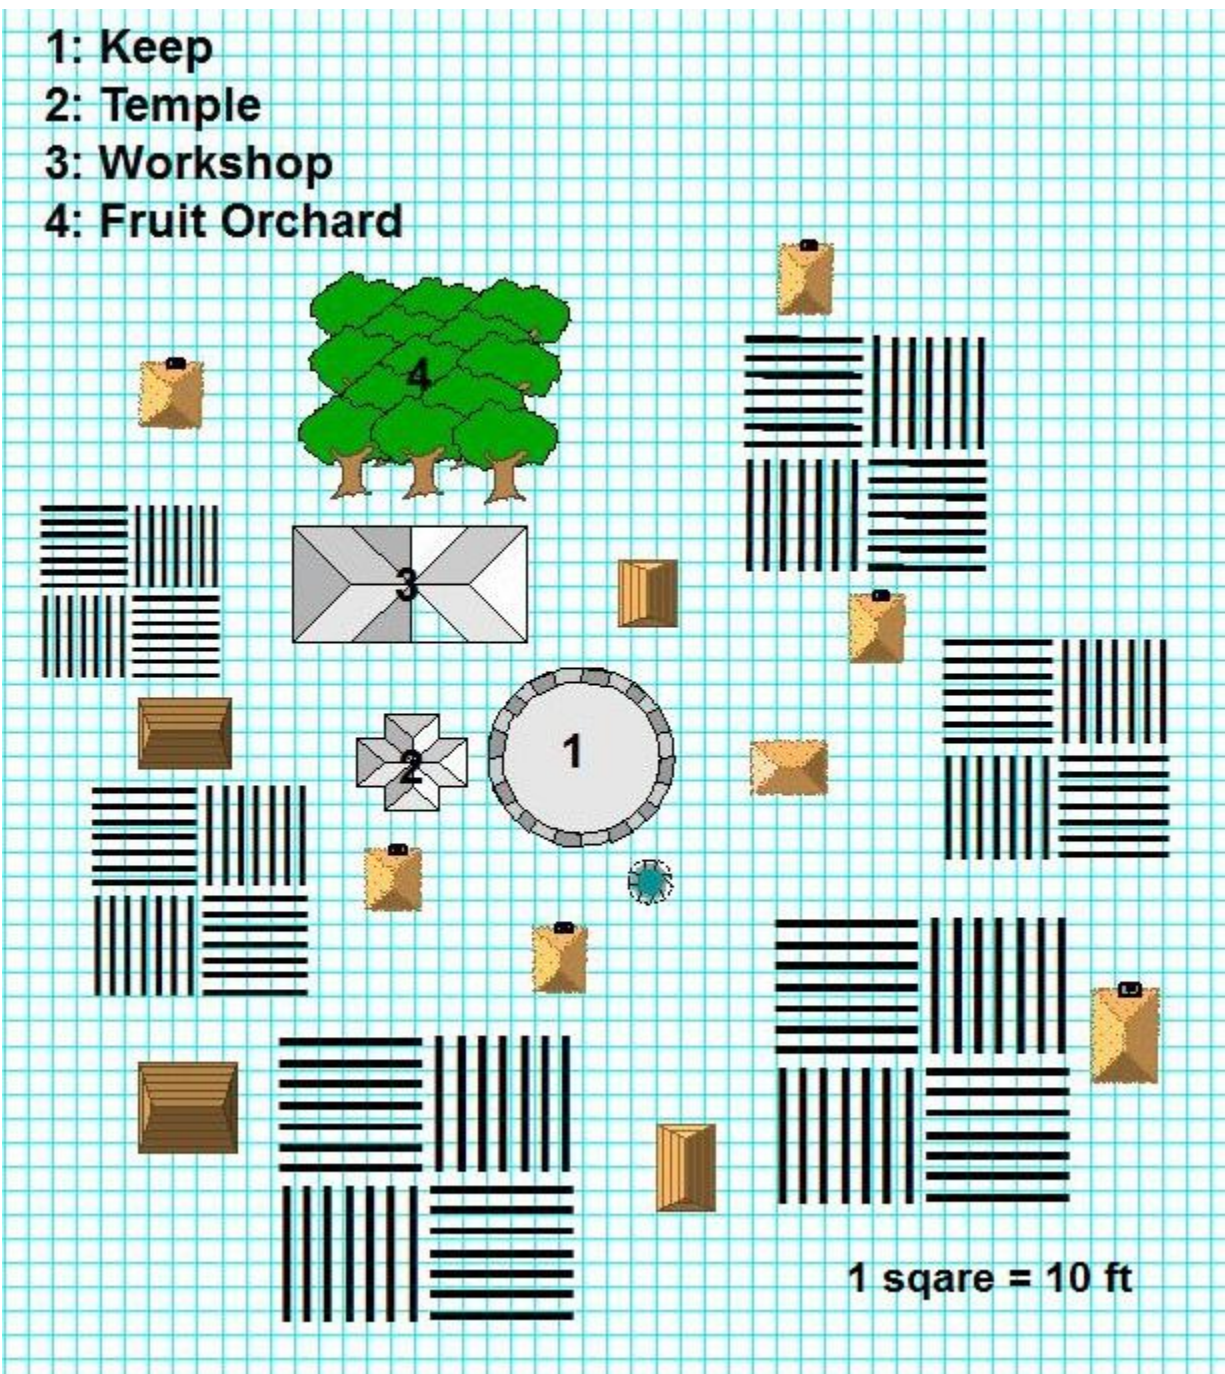 1: Keep
2: Temple
3: Workshop
4: Fruit Orchard
4
3
1
2
1 sqare = 10 ft